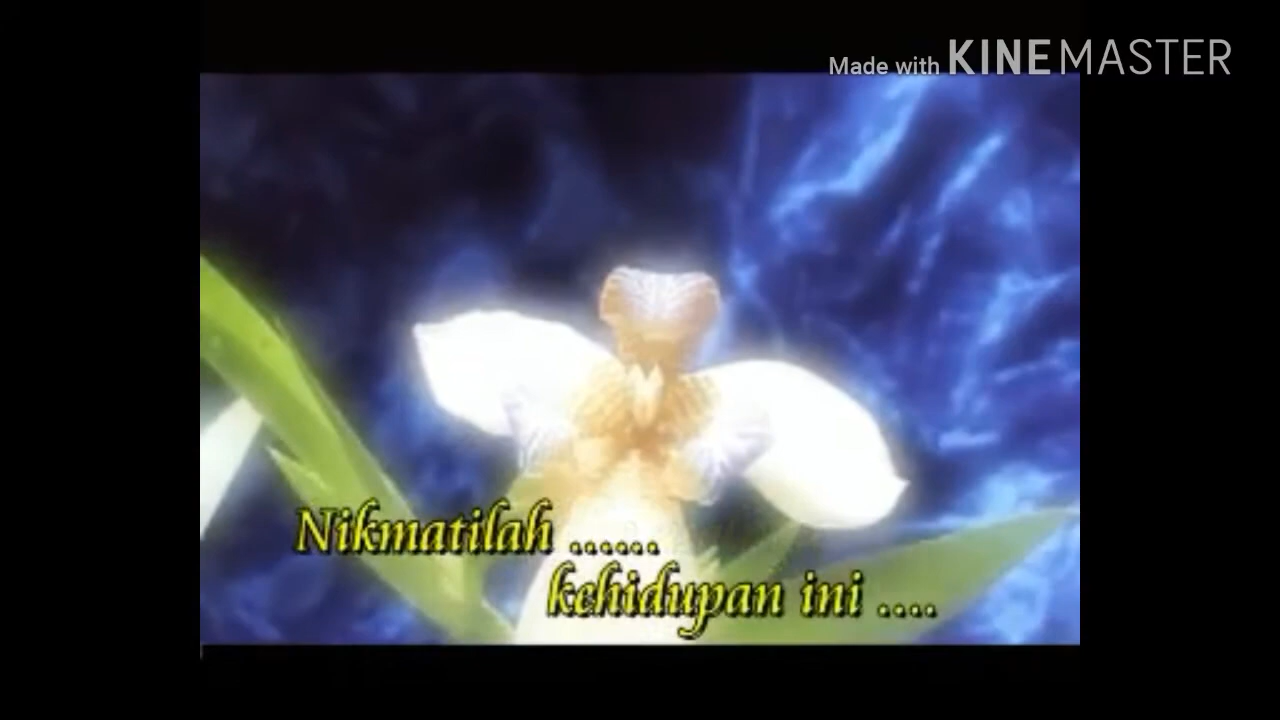 Made with KINEMASTER
Nikmatilah ......
kehidupan ini ....